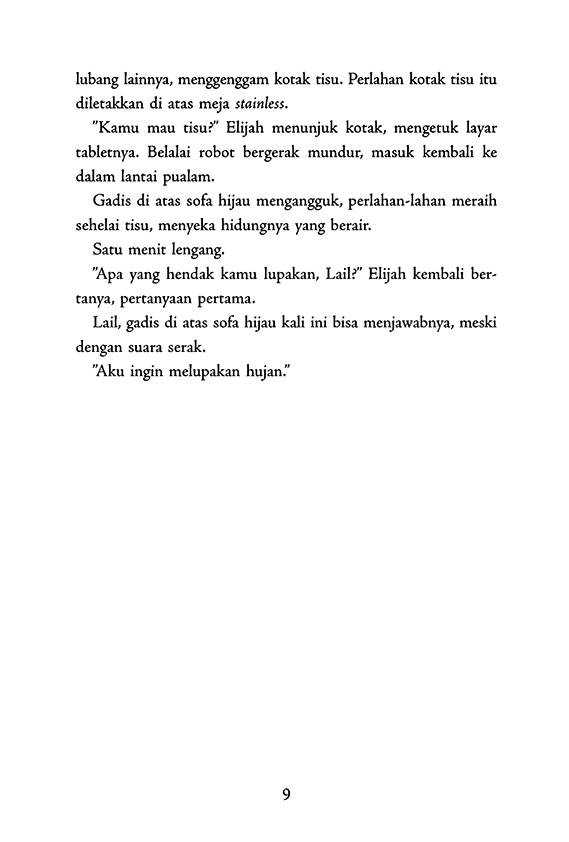 lubang lainnya, menggenggam kotak tisu. Perlahan kotak tisu itu
diletakkan di atas meja stainless.
"Kamu mau tisu?" Elijah menunjuk kotak, mengetuk layar
tabletnya. Belalai robot bergerak mundur, masuk kembali ke
dalam lantai pualam.
Gadis di atas sofa hijau mengangguk, perlahan-lahan meraih
sehelai tisu, menyeka hidungnya yang berair.
Satu menit lengang.
"Apa yang hendak kamu lupakan, Lail?" Elijah kembali ber-
tanya, pertanyaan pertama.
Lail, gadis di atas sofa hijau kali ini bisa menjawabnya, meski
dengan suara serak.
"Aku ingin melupakan hujan."
9